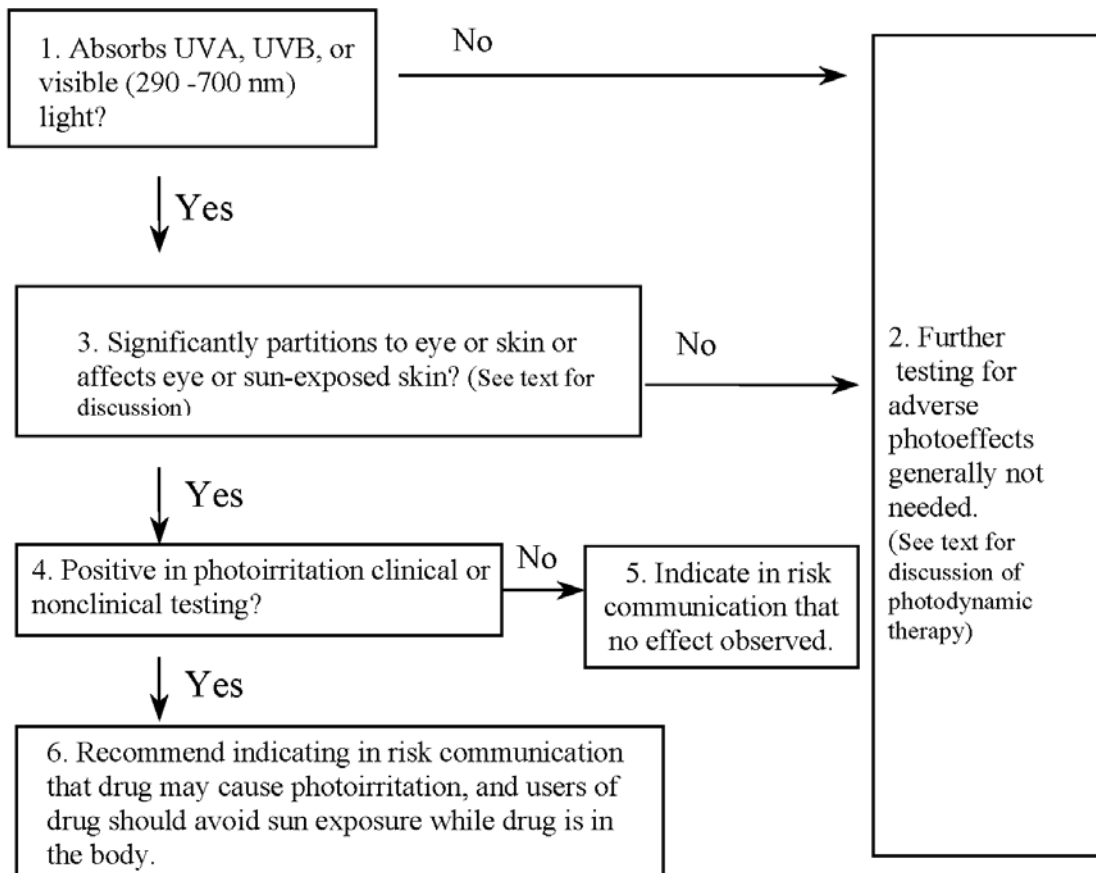 1. Absorbs UVA, UVB, or
visible (290 -700 nm)
light?
No
Yes
3. Significantly partitions to eye or skin or
affects eye or sun-exposed skin? (See text for
discussion)
No
2. Further
testing for
adverse
photoeffects
generally not
needed.
(See text for
discussion of
photodynamic
therapy)
Yes
4. Positive in photoirritation clinical or
nonclinical testing?
No
5. Indicate in risk
communication that
no effect observed.
Yes
6. Recommend indicating in risk communication
that drug may cause photoirritation, and users of
drug should avoid sun exposure while drug is in
the body.